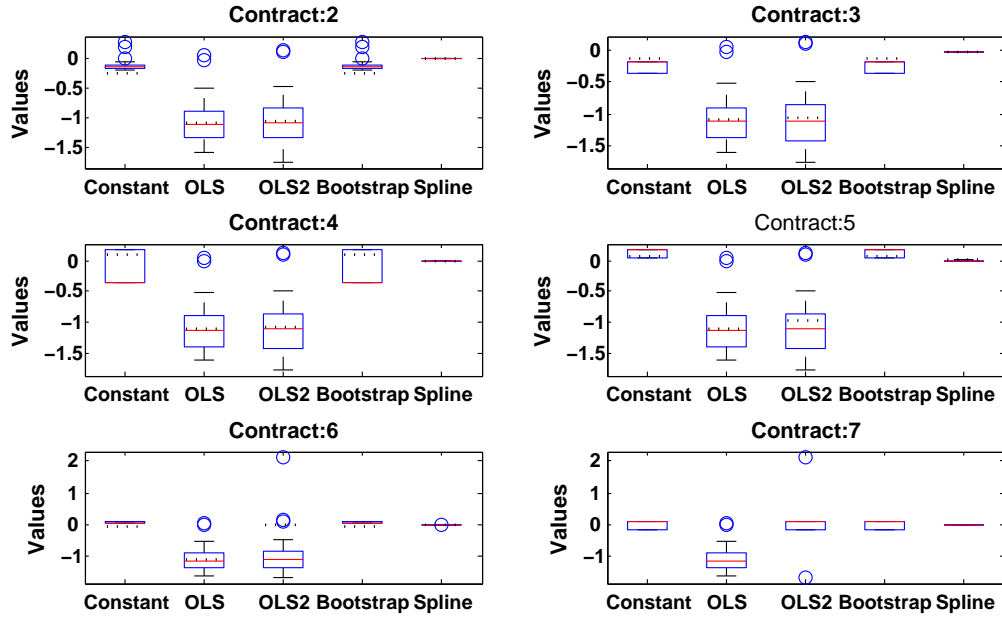 Contract:2
Values
0
−0.5
−1
−1.5
Constant OLS OLS2 Bootstrap Spline
Contract:3
Values
0
−0.5
−1
−1.5
Constant OLS OLS2 Bootstrap Spline
Contract:4
Values
0
−0.5
−1
−1.5
Constant OLS OLS2 Bootstrap Spline
Contract:5
Values
0
−0.5
−1
−1.5
Constant OLS OLS2 Bootstrap Spline
Contract:6
Values
2
1
0
−1
Constant OLS OLS2 Bootstrap Spline
Contract:7
Values
2
1
0
−1
Constant OLS OLS2 Bootstrap Spline